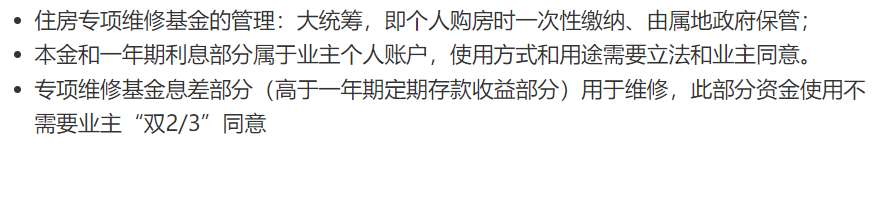 • 住房专项维修基金的管理：大统筹，即个人购房时一次性缴纳、由属地政府保管；
• 本金和一年期利息部分属于业主个人账户，使用方式和用途需要立法和业主同意。
• 专项维修基金息差部分（高于一年期定期存款收益部分）用于维修，此部分资金使用不
需要业主“双2/3”同意